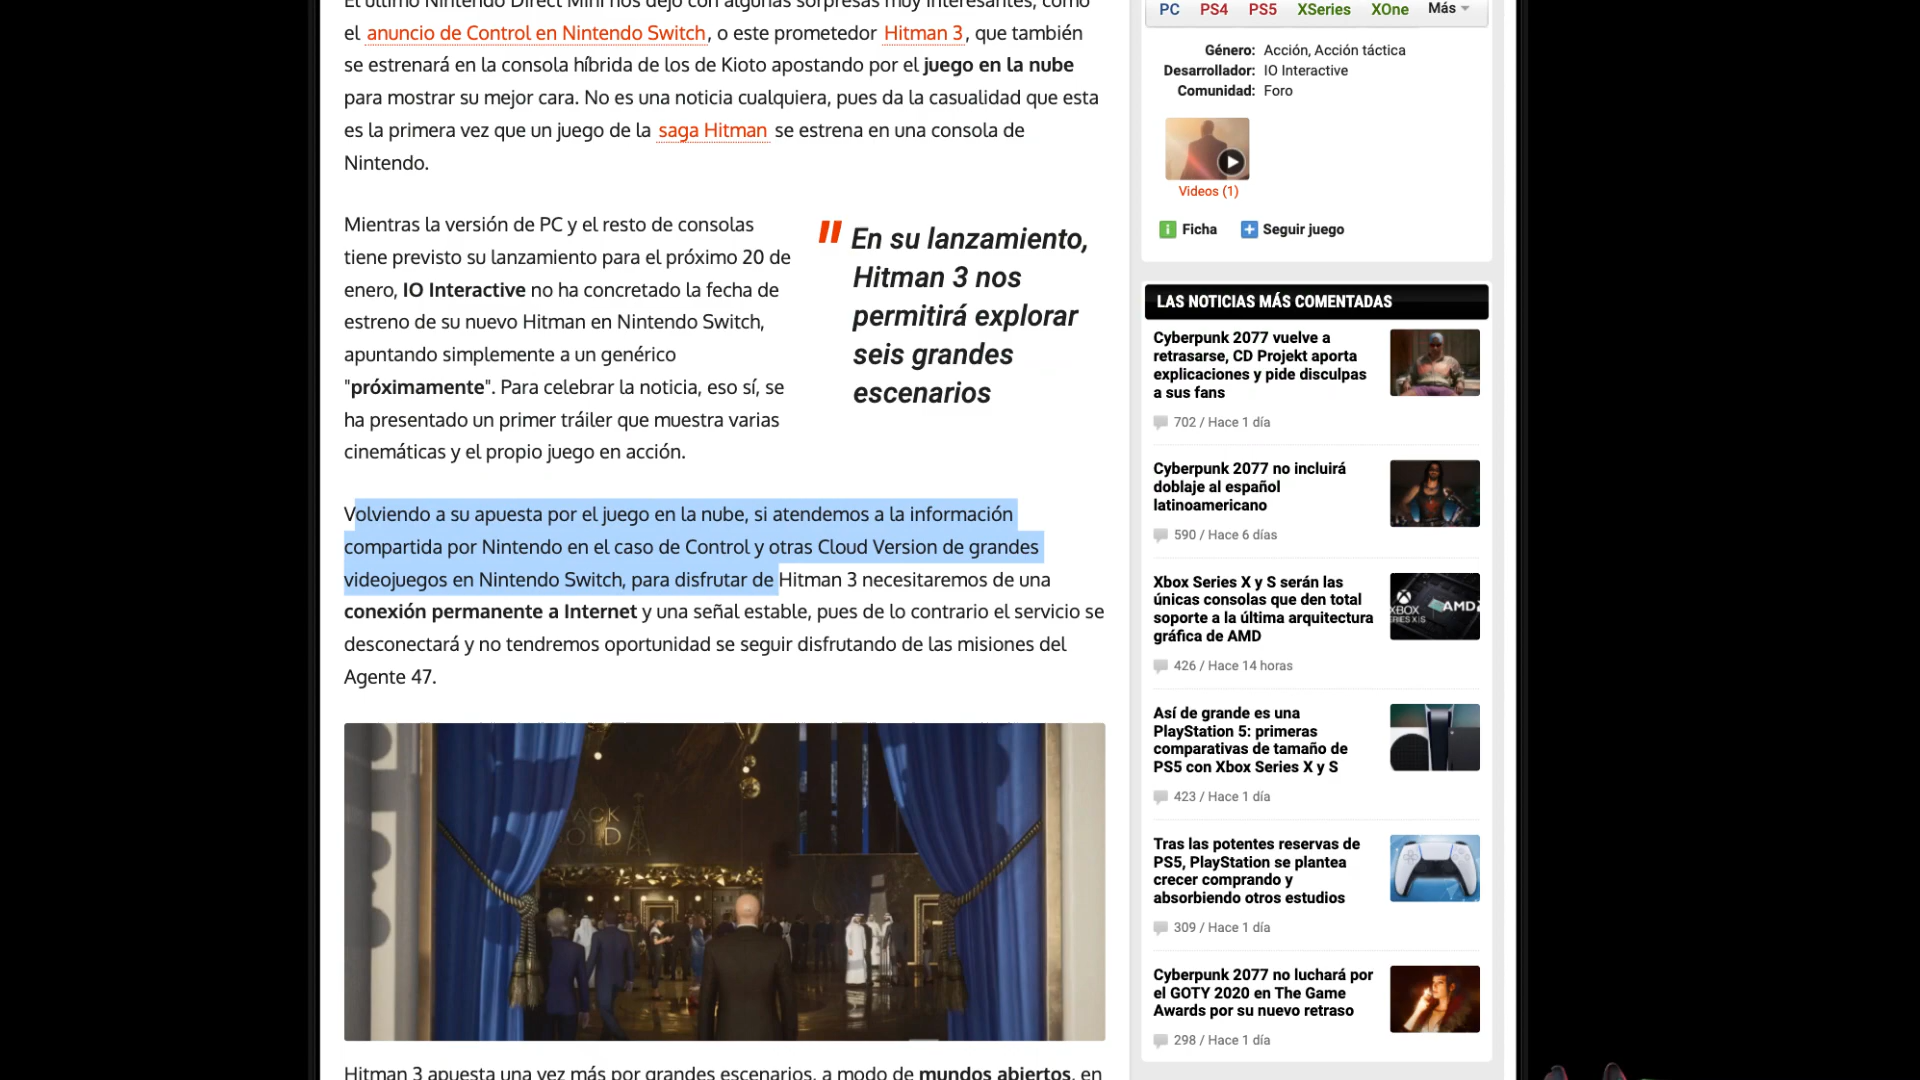 El último Nintendo Direct Mini nos dejó con algunas sorpresas muy interesantes, como
el anuncio de Control en Nintendo Switch, o este prometedor Hitman 3, que también
se estrenará en la consola híbrida de los de Kioto apostando por el juego en la nube
para mostrar su mejor cara. No es una noticia cualquiera, pues da la casualidad que esta
es la primera vez que un juego de la saga Hitman se estrena en una consola de
Nintendo.
Mientras la versión de PC y el resto de consolas
tiene previsto su lanzamiento para el próximo 20 de
enero, IO Interactive no ha concretado la fecha de
estreno de su nuevo Hitman en Nintendo Switch,
apuntando simplemente a un genérico
"próximamente". Para celebrar la noticia, eso sí, se
ha presentado un primer tráiler que muestra varias
cinemáticas y el propio juego en acción.
" En su lanzamiento,
Hitman 3 nos
permitirá explorar
seis grandes
escenarios
Volviendo a su apuesta por el juego en la nube, si atendemos a la información
compartida por Nintendo en el caso de Control y otras Cloud Version de grandes
videojuegos en Nintendo Switch, para disfrutar de Hitman 3 necesitaremos de una
conexión permanente a Internet y una señal estable, pues de lo contrario el servicio se
desconectará y no tendremos oportunidad se seguir disfrutando de las misiones del
Agente 47.
Hitman 3 apuesta una vez más por grandes escenarios, a modo de mundos abiertos, en
PC PS4 PS5 XSeries XOne Más
Género: Acción, Acción táctica
Desarrollador: IO Interactive
Comunidad: Foro
Videos (1)
Ficha Seguir juego
LAS NOTICIAS MÁS COMENTADAS
Cyberpunk 2077 vuelve a
retrasarse, CD Projekt aporta
explicaciones y pide disculpas
a sus fans
702 / Hace 1 día
Cyberpunk 2077 no incluirá
doblaje al español
latinoamericano
590 / Hace 6 días
Xbox Series X y S serán las
únicas consolas que den total
soporte a la última arquitectura
gráfica de AMD
426 / Hace 14 horas
Así de grande es una
PlayStation 5: primeras
comparativas de tamaño de
PS5 con Xbox Series X y S
423 / Hace 1 día
Tras las potentes reservas de
PS5, PlayStation se plantea
crecer comprando y
absorbiendo otros estudios
309 / Hace 1 día
Cyberpunk 2077 no luchará por
el GOTY 2020 en The Game
Awards por su nuevo retraso
298 / Hace 1 día
XBOX
AMD